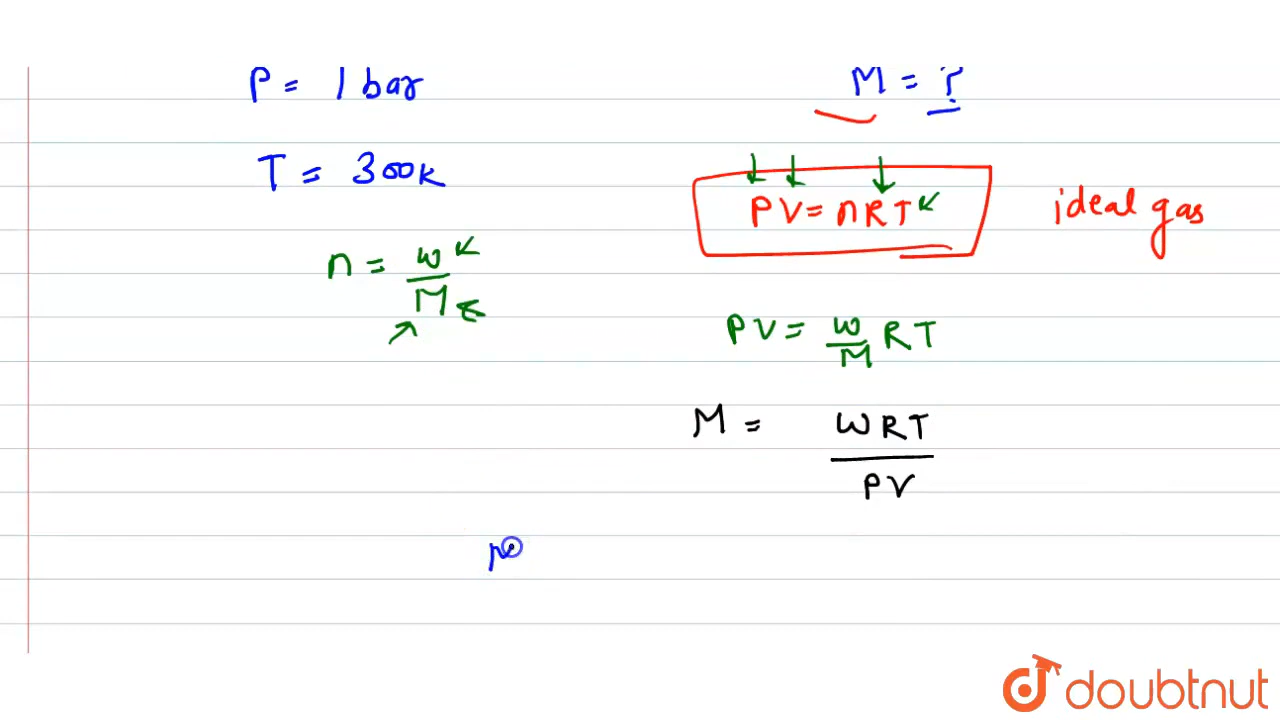 P = 1 bar
M = ?
T = 300K
PV = nRT
ideal gas
n = w/M
PV = w/M RT
M = WRT/PV
doubtnut